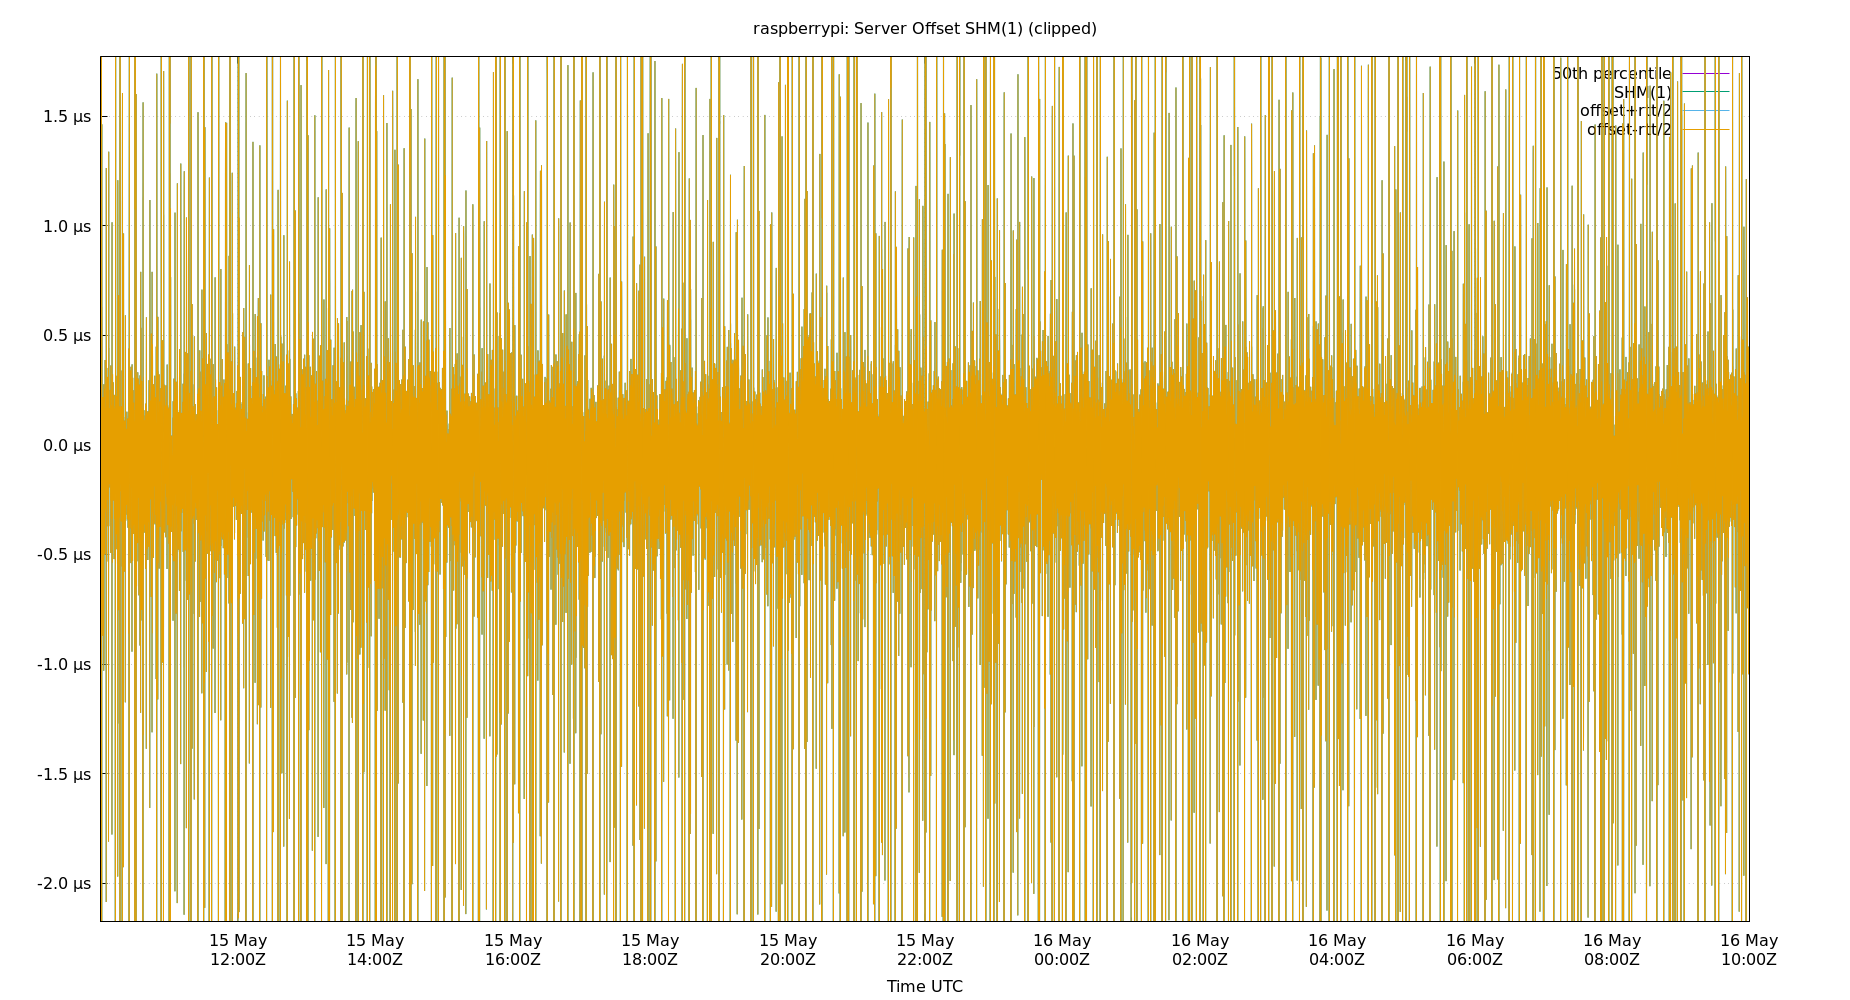 raspberrypi: Server Offset SHM(1) (clipped)
50th percentile
SHM(1)
offset+rtt/2
offset-rtt/2
1.5 µs
1.0 µs
0.5 µs
0.0 µs
-0.5 µs
-1.0 µs
-1.5 µs
-2.0 µs
15 May 15 May 15 May 15 May 15 May 15 May 16 May 16 May 16 May 16 May 16 May 16 May
12:00Z 14:00Z 16:00Z 18:00Z 20:00Z 22:00Z 00:00Z 02:00Z 04:00Z 06:00Z 08:00Z 10:00Z
Time UTC